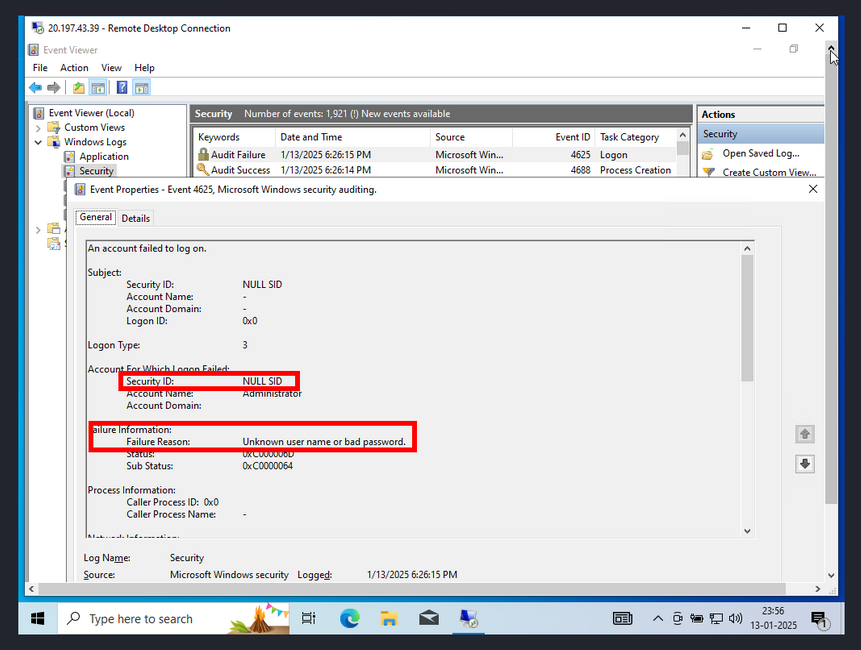 20.197.43.39 - Remote Desktop Connection
Event Viewer
File Action View Help
Event Viewer (Local)
Custom Views
Windows Logs
Application
Security
Security Number of events: 1,921 (!) New events available
Keywords Date and Time Source Event ID Task Category
Audit Failure 1/13/2025 6:26:15 PM Microsoft Win... 4625 Logon
Audit Success 1/13/2025 6:26:14 PM Microsoft Win... 4688 Process Creation
Actions
Security
Open Saved Log...
Create Custom View...
Event Properties - Event 4625, Microsoft Windows security auditing.
General Details
An account failed to log on.
Subject:
Security ID: NULL SID
Account Name: -
Account Domain: -
Logon ID: 0x0
Logon Type: 3
Account For Which Logon Failed:
Security ID: NULL SID
Account Name: Administrator
Account Domain:
Failure Information:
Failure Reason: Unknown user name or bad password.
Status: 0xC000006D
Sub Status: 0xC0000064
Process Information:
Caller Process ID: 0x0
Caller Process Name: -
Network Information:
Log Name: Security
Source: Microsoft Windows security Logged: 1/13/2025 6:26:15 PM
Type here to search
23:56
13-01-2025
1